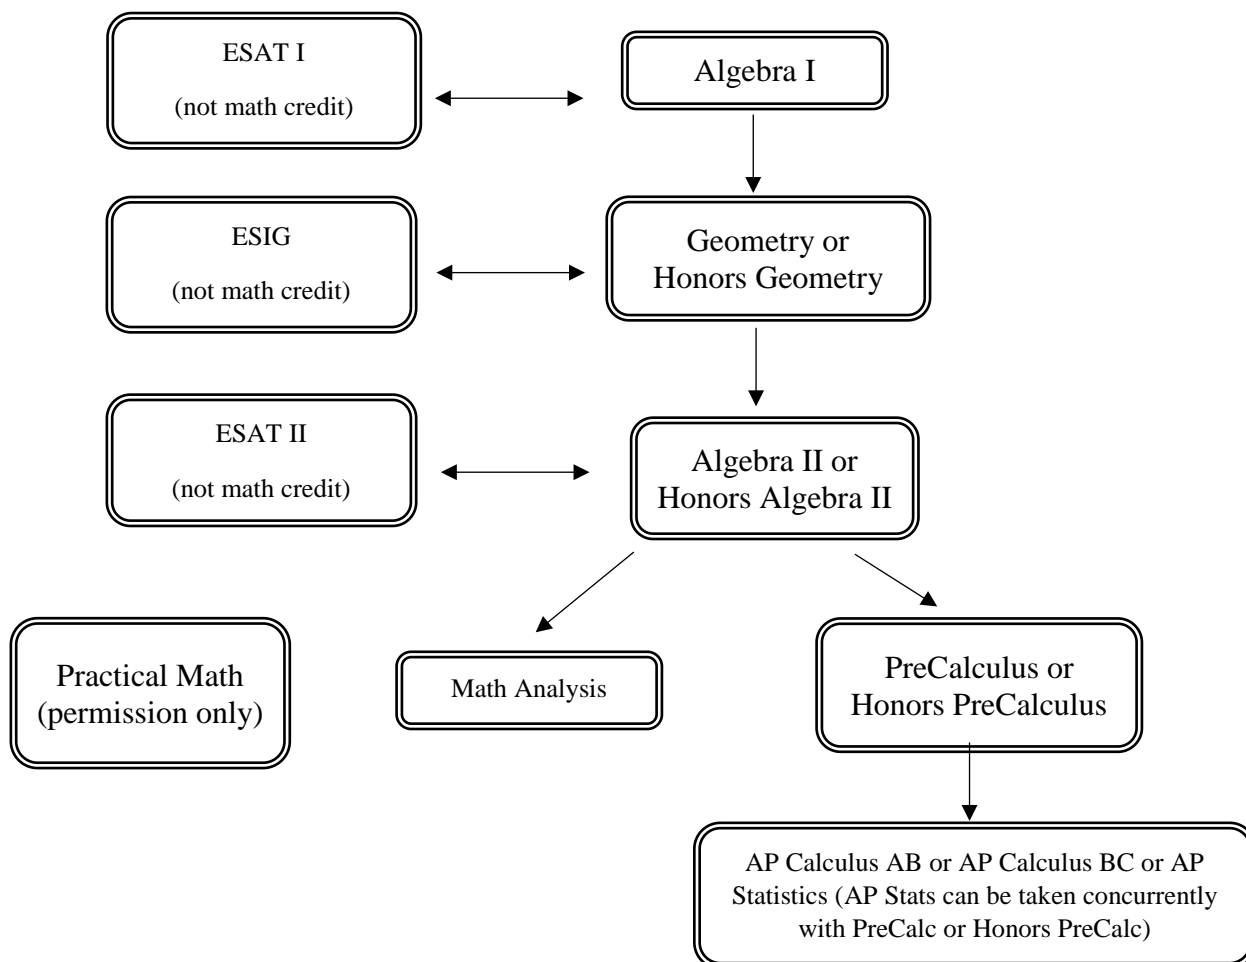 ESAT I
(not math credit)
Algebra I
ESIG
(not math credit)
Geometry or
Honors Geometry
ESAT II
(not math credit)
Algebra II or
Honors Algebra II
Practical Math
(permission only)
Math Analysis
PreCalculus or
Honors PreCalculus
AP Calculus AB or AP Calculus BC or AP
Statistics (AP Stats can be taken concurrently
with PreCalc or Honors PreCalc)